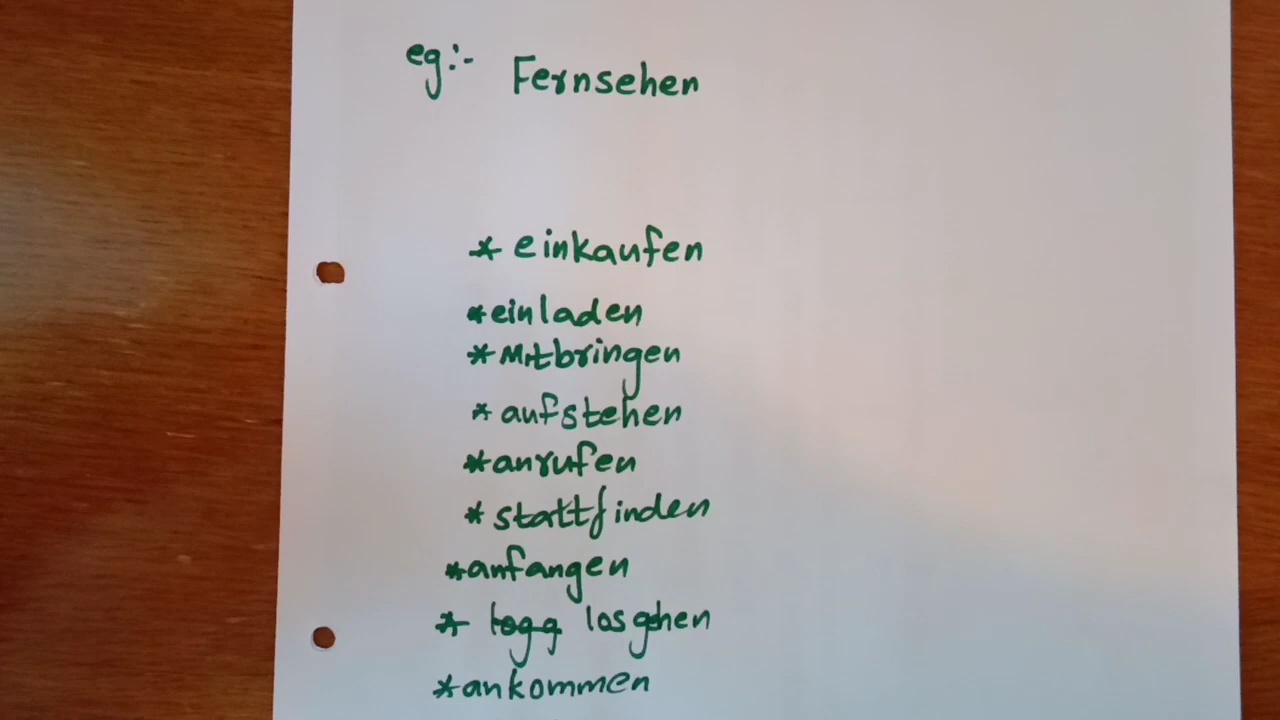 eg:- Fernsehen
* einkaufen
* einladen
* Mitbringen
* aufstehen
* anrufen
* stattfinden
* anfangen
* losgehen
* ankommen